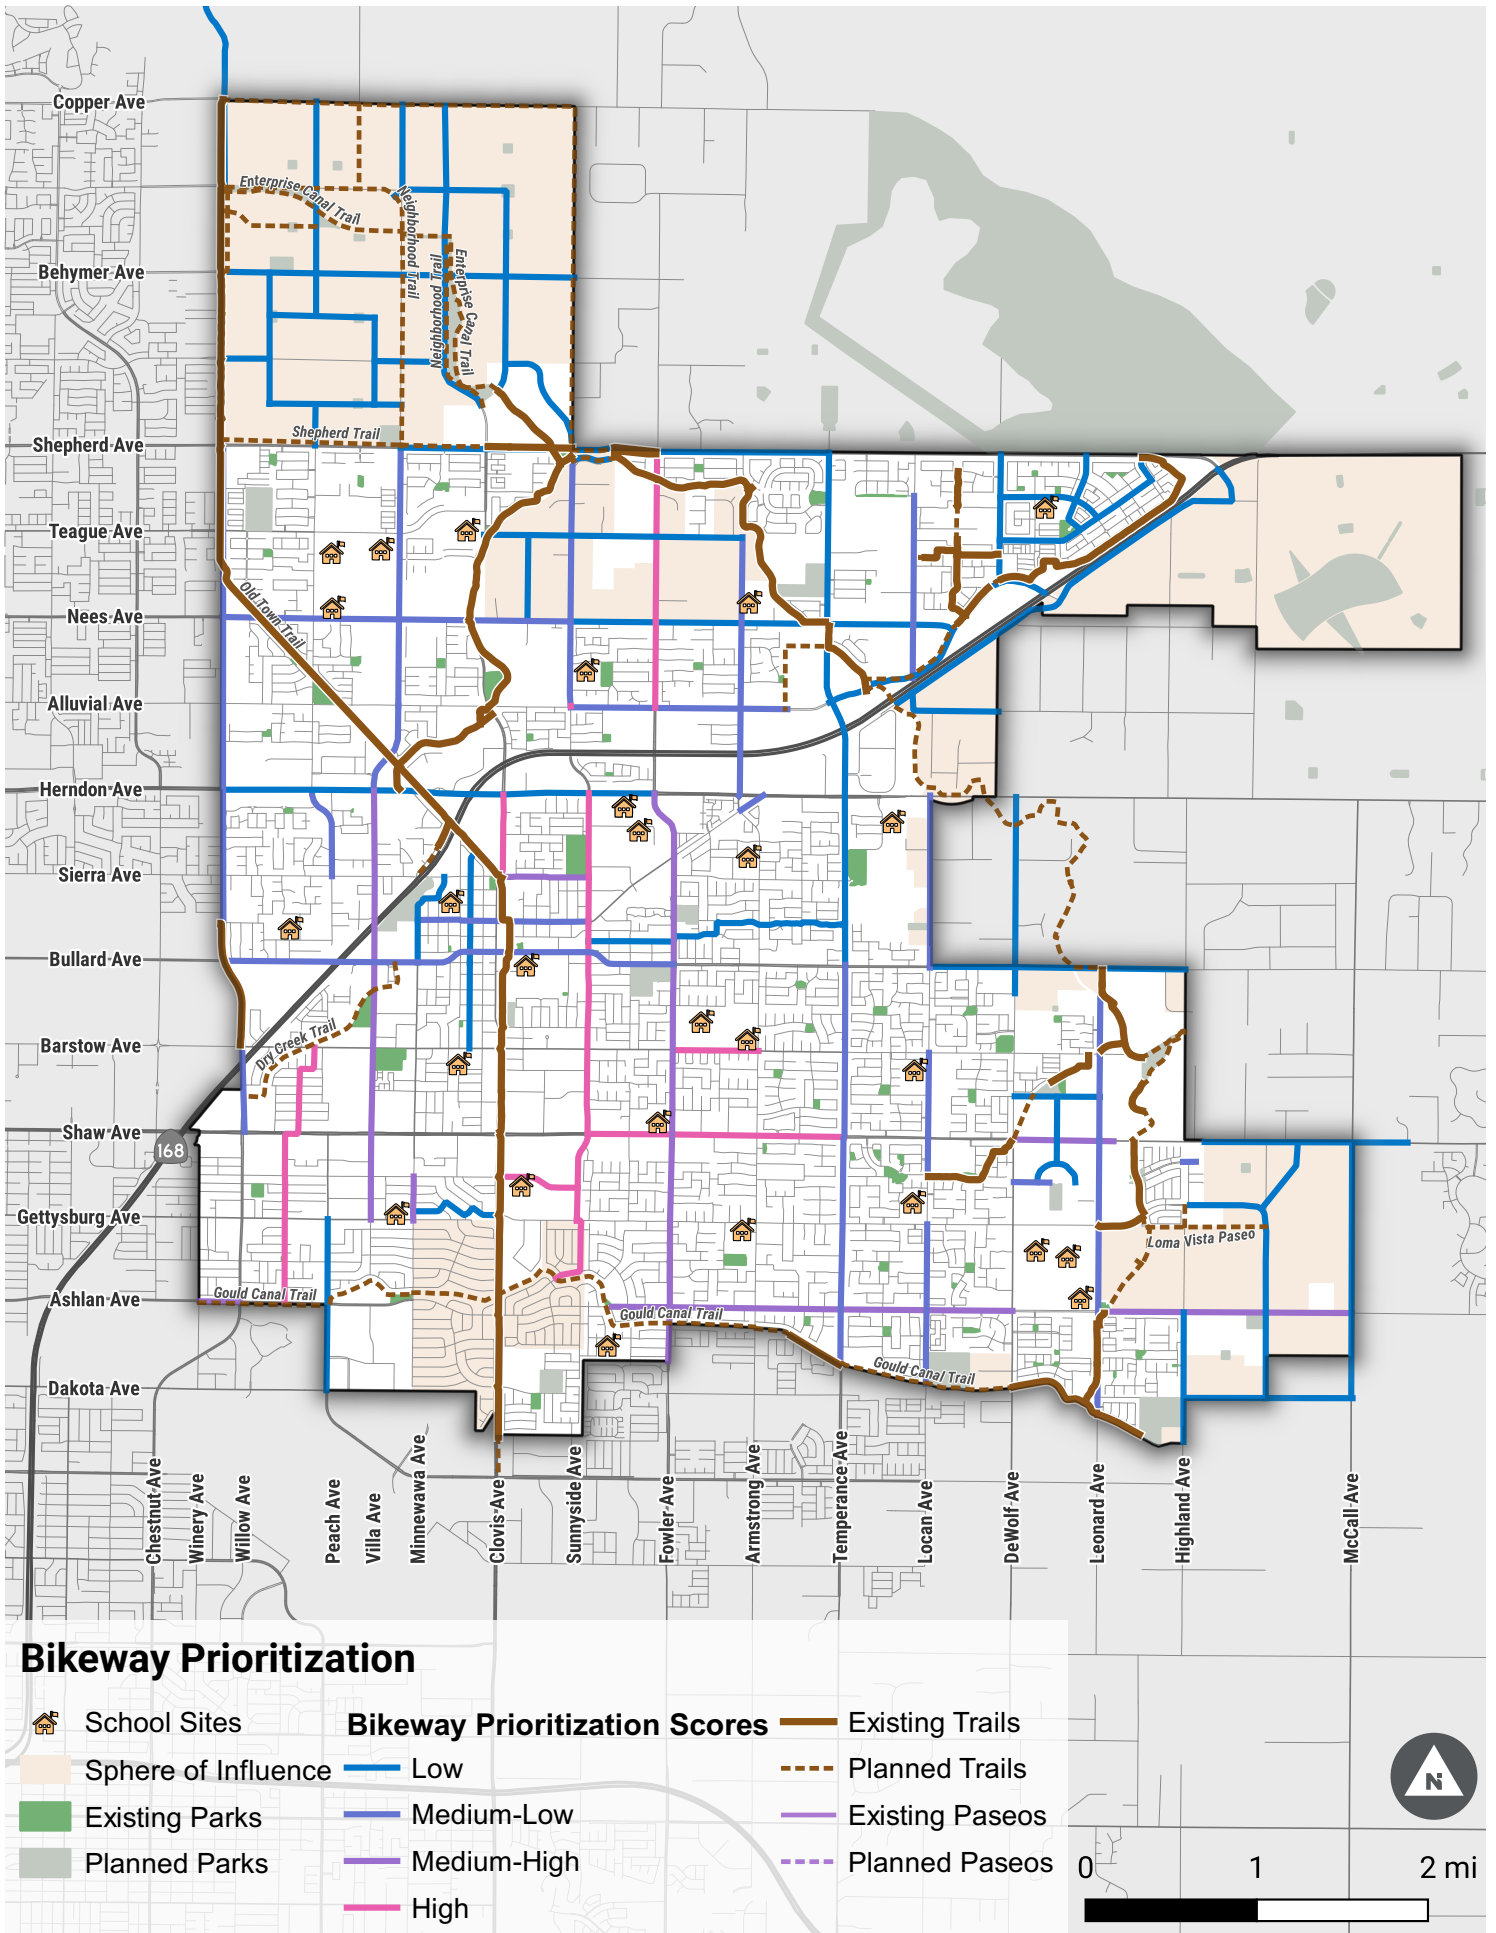 Copper Ave
Enterprise Canal Trail
Neighborhood Trail
Behymer Ave
Neighborhood Trail
Enterprise Canal Trail
Shepherd Trail
Shepherd Ave
Teague Ave
Old Town Trail
Nees Ave
Alluvial Ave
Herndon Ave
Sierra Ave
Bullard Ave
Dry Creek Trail
Barstow Ave
Shaw Ave
168
Gettysburg Ave
Loma Vista Paseo
Gould Canal Trail
Ashlan Ave
Gould Canal Trail
Gould Canal Trail
Dakota Ave
Chestnut Ave
Winery Ave
Willow Ave
Peach Ave
Villa Ave
Minnewawa Ave
Clovis Ave
Sunnyside Ave
Fowler Ave
Armstrong Ave
Temperance Ave
Locan Ave
DeWolf Ave
Leonard Ave
Highland Ave
McCall Ave
Bikeway Prioritization
School Sites
Sphere of Influence
Existing Parks
Planned Parks
Bikeway Prioritization Scores
Low
Medium-Low
Medium-High
High
Existing Trails
Planned Trails
Existing Paseos
Planned Paseos
N
0 1 2 mi